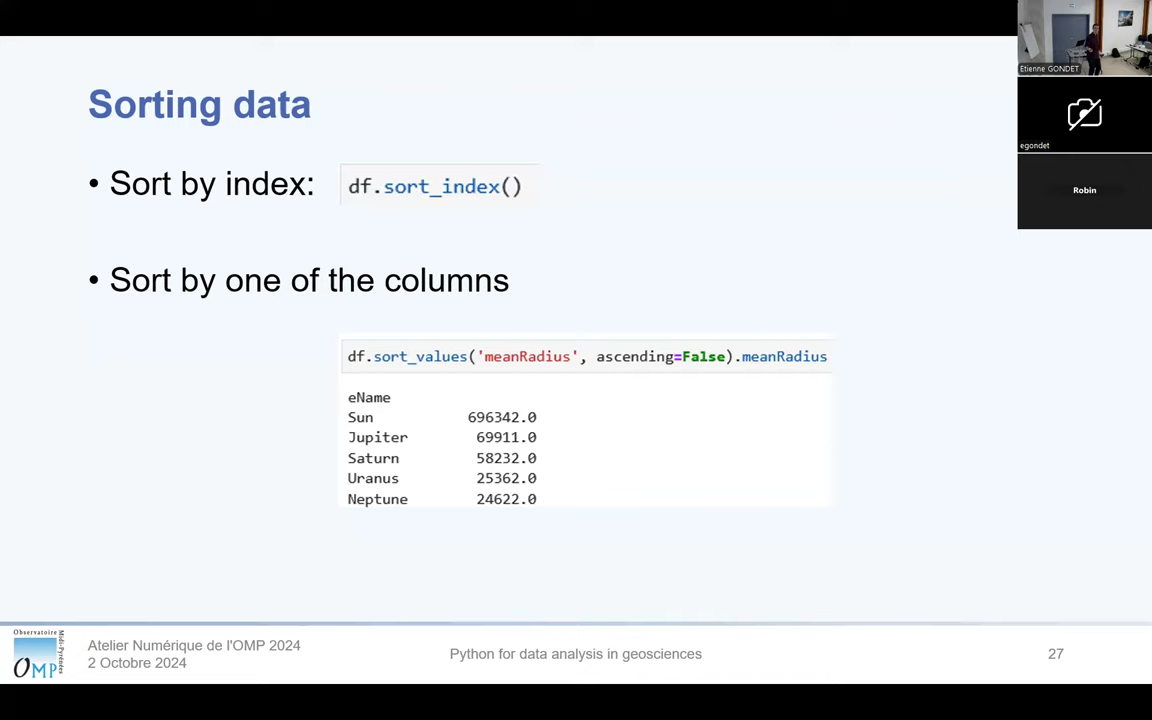 Sorting data
• Sort by index:
df.sort_index()
• Sort by one of the columns
df.sort_values('meanRadius', ascending=False).meanRadius
eName
Sun 696342.0
Jupiter 69911.0
Saturn 58232.0
Uranus 25362.0
Neptune 24622.0
Observatoire
Midi-Pyrénées
OMP
Atelier Numérique de l'OMP 2024
2 Octobre 2024
Python for data analysis in geosciences
27
Etienne GONDET
egondet
Robin